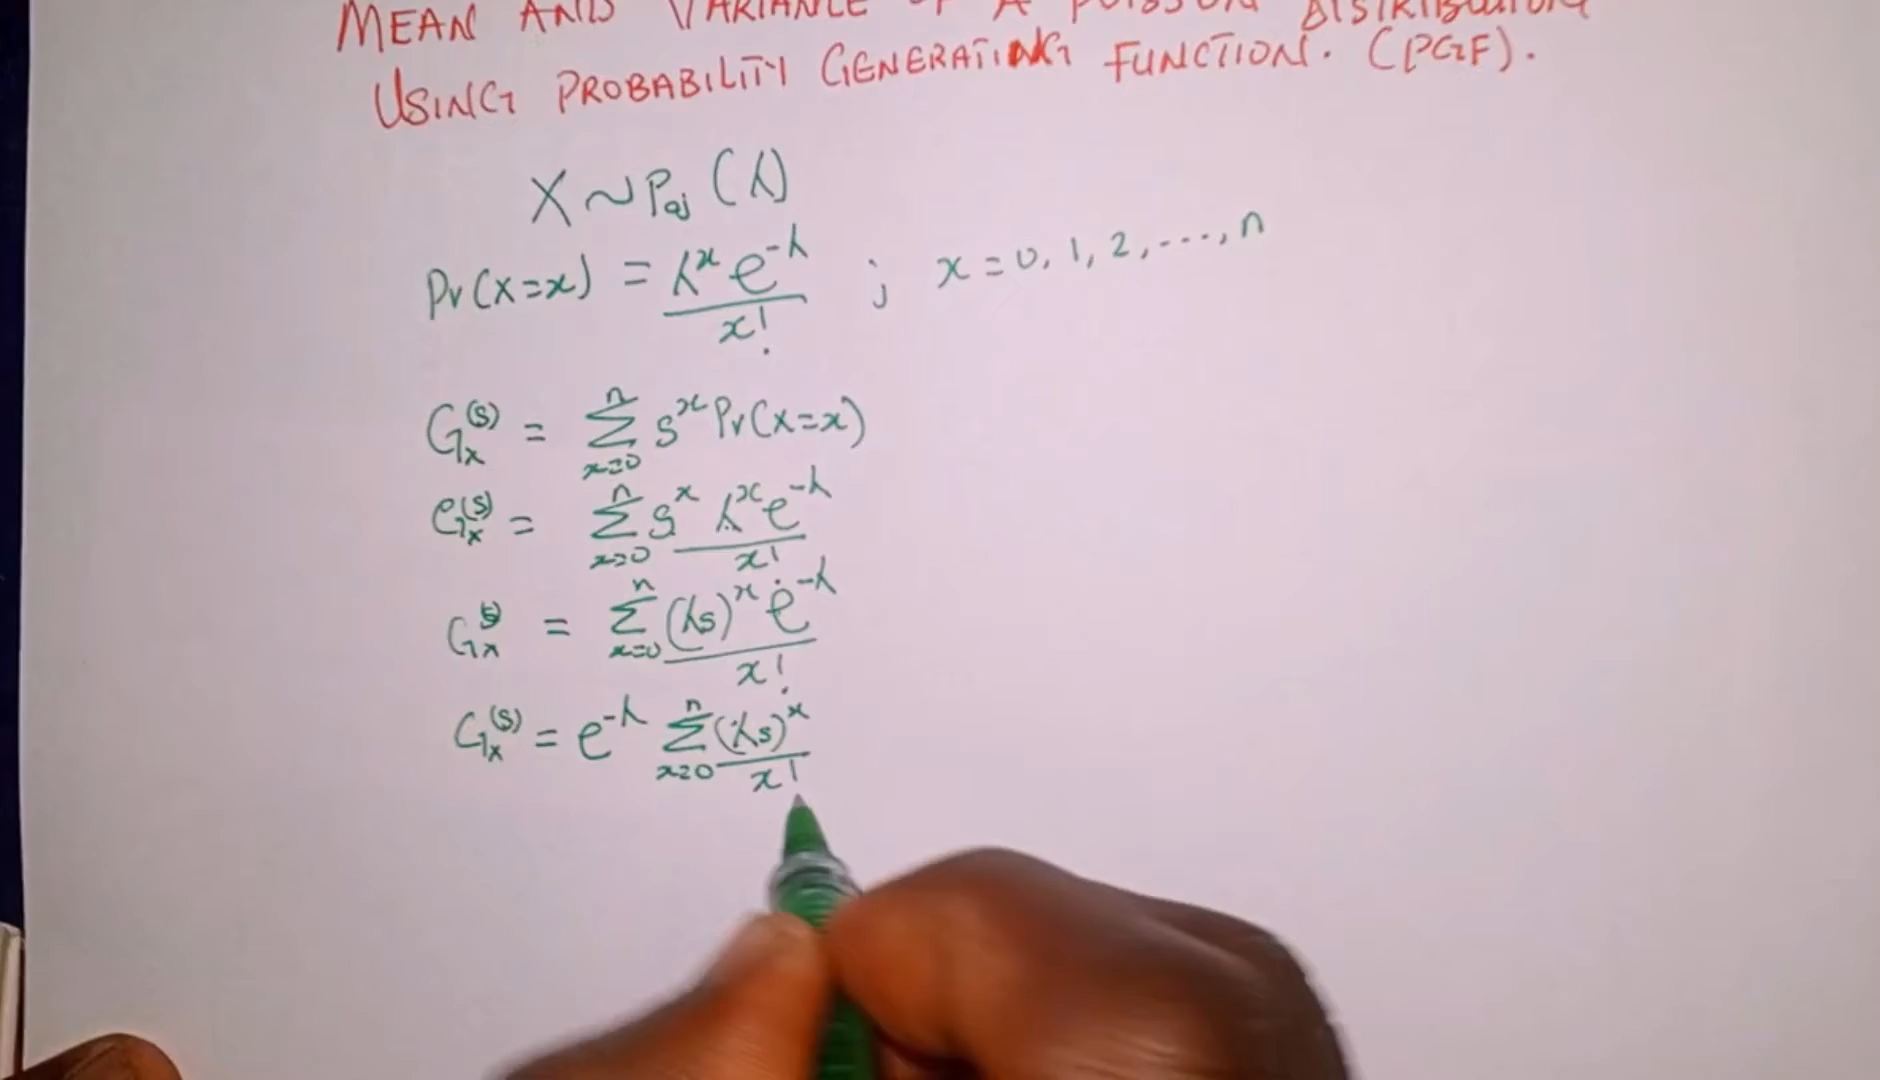 MEAN AND VARIANCE OF A POISSON DISTRIBUTION
USING PROBABILITY GENERATING FUNCTION. (PGF).
X ~ Poi (λ)
Pr(X=x) = λ^x e^-λ / x! ; x = 0, 1, 2, ..., n
G_x(s) = Σ_{x=0}^n s^x Pr(X=x)
G_x(s) = Σ_{x=0}^n s^x λ^x e^-λ / x!
G_x(s) = Σ_{x=0}^n (λs)^x e^-λ / x!
G_x(s) = e^-λ Σ_{x=0}^n (λs)^x / x!